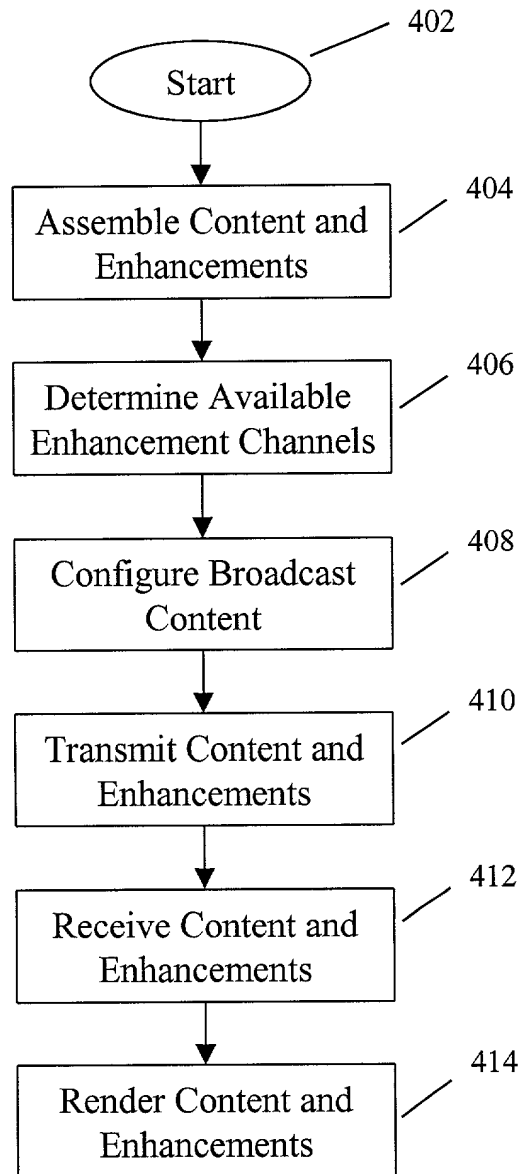 402
Start
404
Assemble Content and
Enhancements
406
Determine Available
Enhancement Channels
408
Configure Broadcast
Content
410
Transmit Content and
Enhancements
412
Receive Content and
Enhancements
414
Render Content and
Enhancements